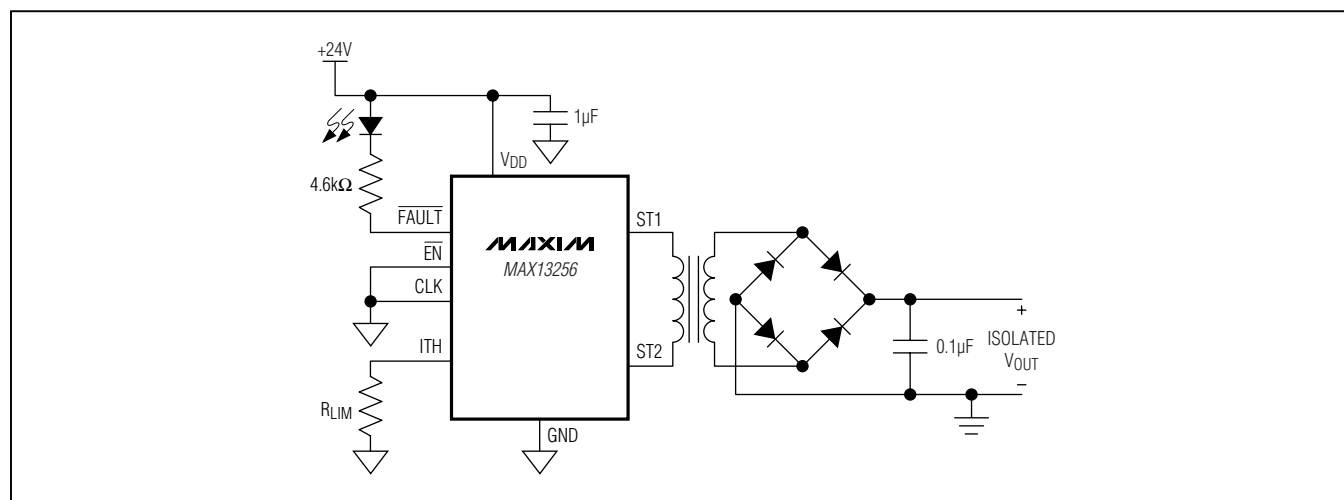 +24V
1µF
VDD
4.6kΩ
FAULT
ST1
EN
MAXIM
MAX13256
CLK
+
ISOLATED
VOUT
−
0.1µF
ITH
ST2
RLIM
GND